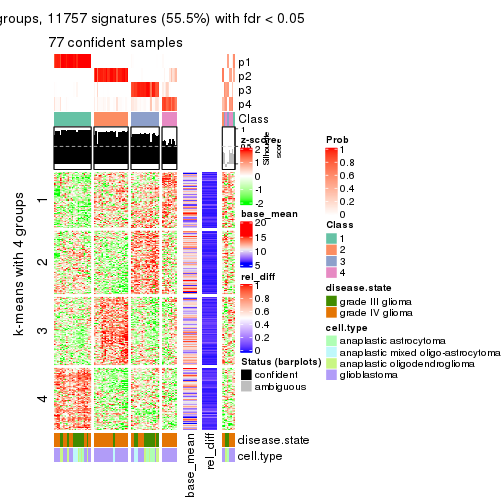 groups, 11757 signatures (55.5%) with fdr < 0.05
77 confident samples
p1
p2
p3
p4
Class
1
Silhouette
score
z-score
2
1
0
-1
-2
base_mean
20
15
10
5
rel_diff
1
0.8
0.6
0.4
0.2
0
Status (barplots)
confident
ambiguous
Prob
1
0.8
0.6
0.4
0.2
0
Class
1
2
3
4
disease.state
grade III glioma
grade IV glioma
cell.type
anaplastic astrocytoma
anaplastic mixed oligo-astrocytoma
anaplastic oligodendroglioma
glioblastoma
k-means with 4 groups
1
2
3
4
disease.state
cell.type
base_mean
rel_diff